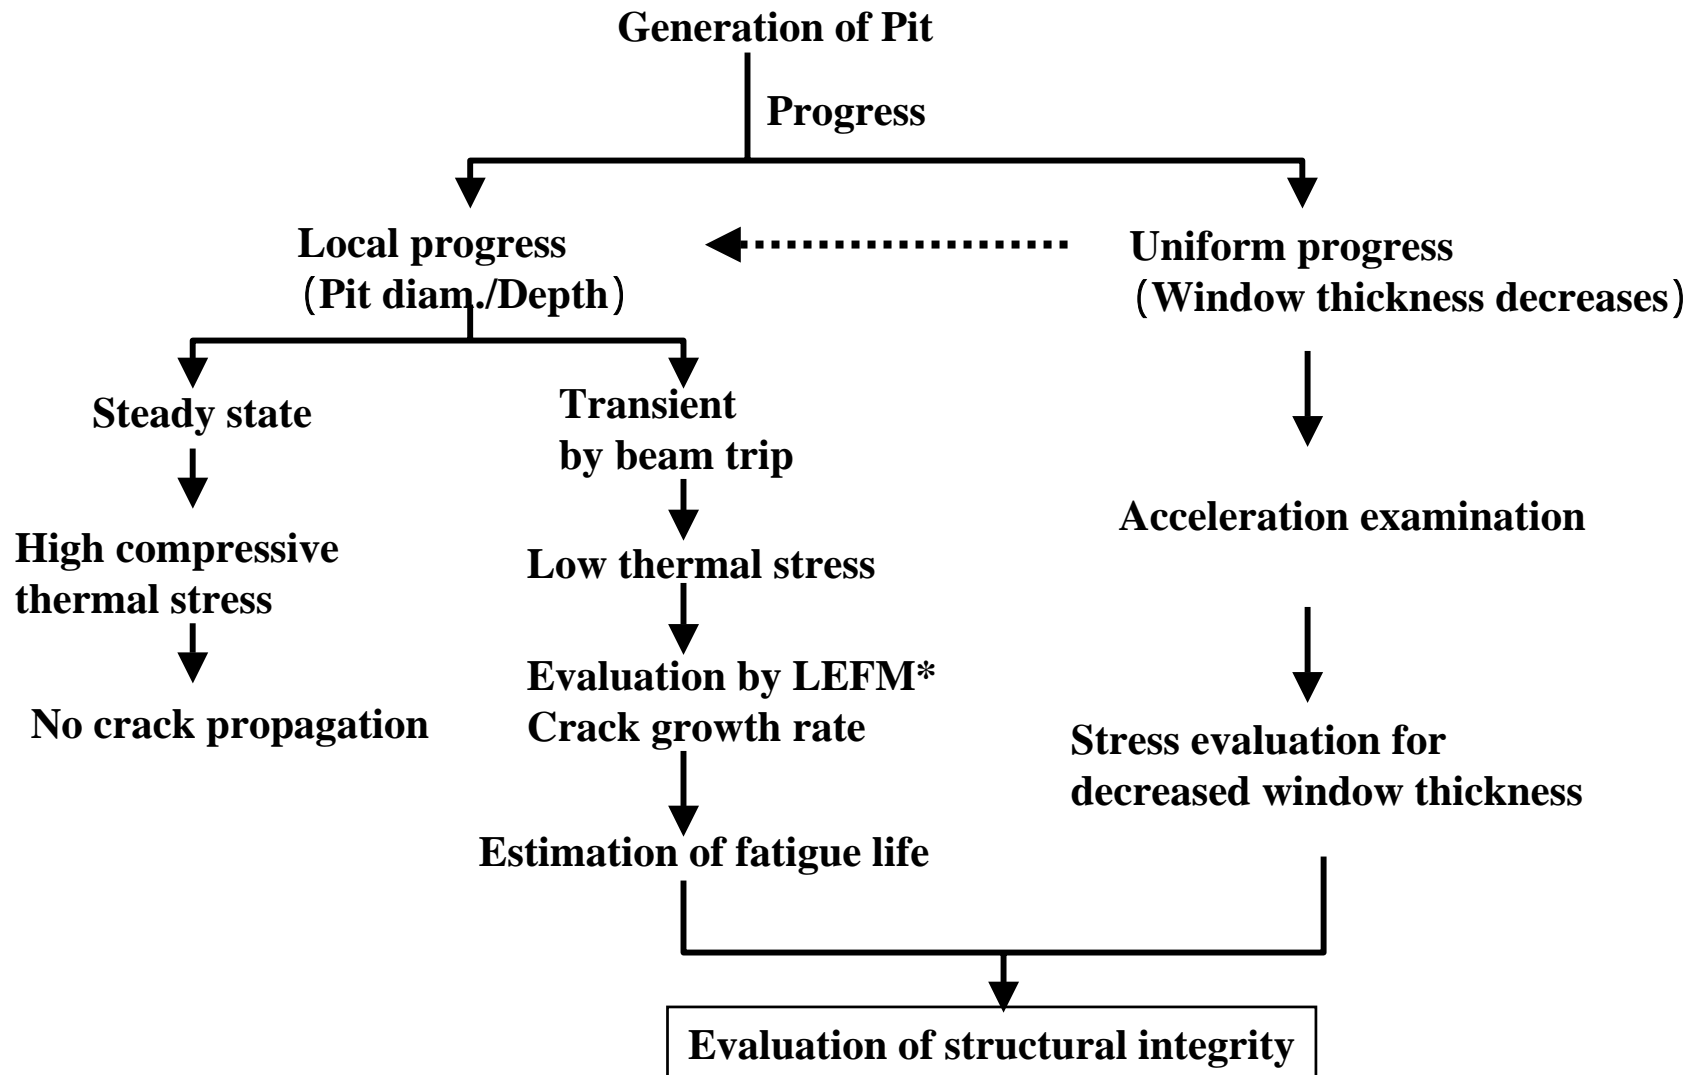 Generation of Pit
Progress
Local progress
（Pit diam./Depth）
Uniform progress
（Window thickness decreases）
Steady state
Transient
by beam trip
High compressive
thermal stress
Low thermal stress
Acceleration examination
No crack propagation
Evaluation by LEFM*
Crack growth rate
Stress evaluation for
decreased window thickness
Estimation of fatigue life
Evaluation of structural integrity